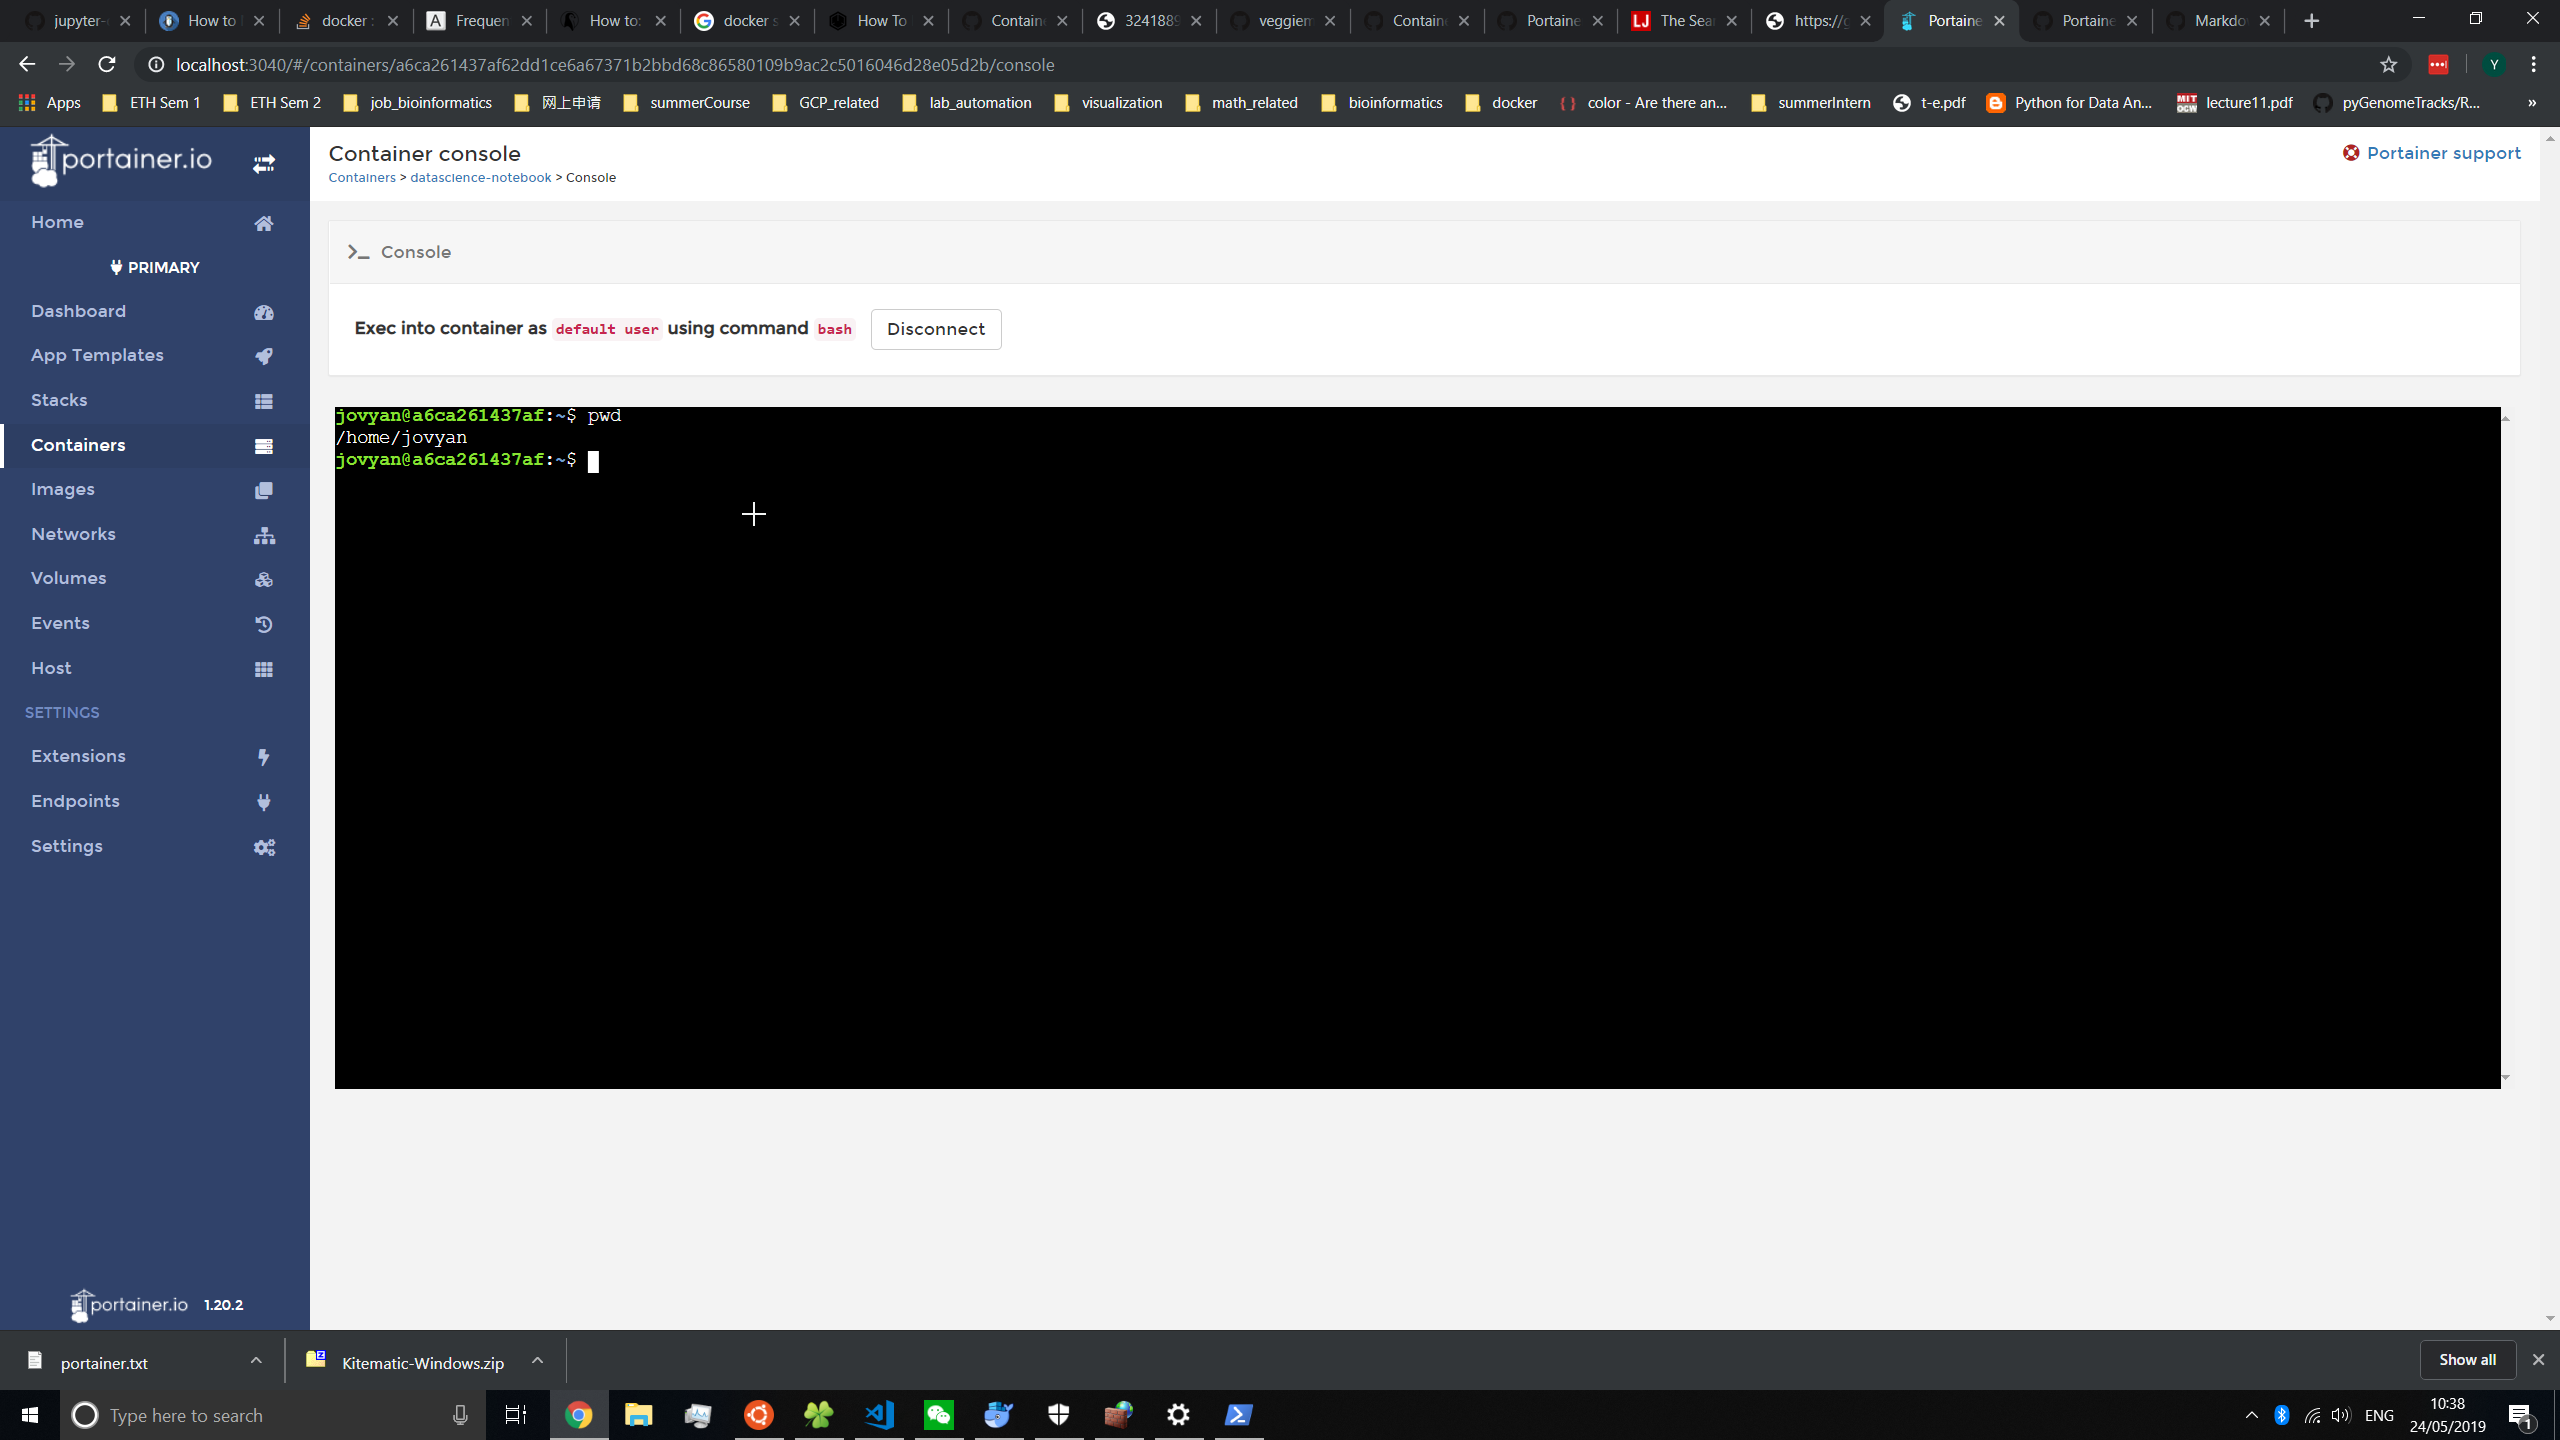 jupyter-
How to
docker :
Frequen
How to:
docker s
How To
Contain
3241889
veggiem
Contain
Portaine
LJ The Sear
https://g
Portaine
Portaine
Markdo
localhost:3040/#/containers/a6ca261437af62dd1ce6a67371b2bbd68c86580109b9ac2c5016046d28e05d2b/console
Y
Apps
ETH Sem 1
ETH Sem 2
job_bioinformatics
网上申请
summerCourse
GCP_related
lab_automation
visualization
math_related
bioinformatics
docker
color - Are there an...
summerIntern
t-e.pdf
Python for Data An...
MIT OCW lecture11.pdf
pyGenomeTracks/R...
»
portainer.io
Container console
Containers > datascience-notebook > Console
Portainer support
Home
PRIMARY
Dashboard
App Templates
Stacks
Containers
Images
Networks
Volumes
Events
Host
SETTINGS
Extensions
Endpoints
Settings
>_ Console
Exec into container as default user using command bash Disconnect
jovyan@a6ca261437af:~$ pwd
/home/jovyan
jovyan@a6ca261437af:~$
portainer.io 1.20.2
portainer.txt
Kitematic-Windows.zip
Show all
Type here to search
ENG
10:38
24/05/2019
1